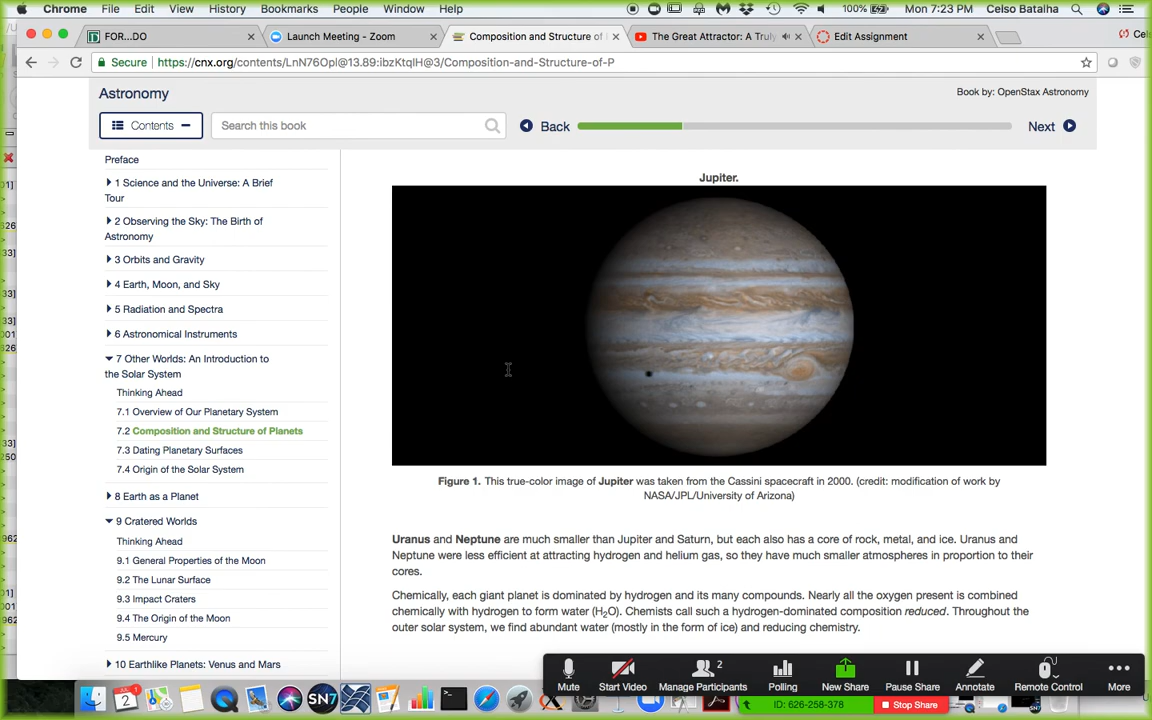 Chrome File Edit View History Bookmarks People Window Help 100% Mon 7:23 PM Celso Batalha
FOR...DO Launch Meeting - Zoom Composition and Structure of The Great Attractor: A Truly Edit Assignment Cels
Secure https://cnx.org/contents/LnN76Opl@13.89:ibzKtqIH@3/Composition-and-Structure-of-P
Astronomy Book by: OpenStax Astronomy
Contents Search this book Back Next
Preface
1 Science and the Universe: A Brief
Tour
2 Observing the Sky: The Birth of
Astronomy
3 Orbits and Gravity
4 Earth, Moon, and Sky
5 Radiation and Spectra
6 Astronomical Instruments
7 Other Worlds: An Introduction to
the Solar System
Thinking Ahead
7.1 Overview of Our Planetary System
7.2 Composition and Structure of Planets
7.3 Dating Planetary Surfaces
7.4 Origin of the Solar System
8 Earth as a Planet
9 Cratered Worlds
Thinking Ahead
9.1 General Properties of the Moon
9.2 The Lunar Surface
9.3 Impact Craters
9.4 The Origin of the Moon
9.5 Mercury
10 Earthlike Planets: Venus and Mars
Jupiter.
Figure 1. This true-color image of Jupiter was taken from the Cassini spacecraft in 2000. (credit: modification of work by
NASA/JPL/University of Arizona)
Uranus and Neptune are much smaller than Jupiter and Saturn, but each also has a core of rock, metal, and ice. Uranus and
Neptune were less efficient at attracting hydrogen and helium gas, so they have much smaller atmospheres in proportion to their
cores.
Chemically, each giant planet is dominated by hydrogen and its many compounds. Nearly all the oxygen present is combined
chemically with hydrogen to form water (H₂O). Chemists call such a hydrogen-dominated composition reduced. Throughout the
outer solar system, we find abundant water (mostly in the form of ice) and reducing chemistry.
2
Mute Start Video Manage Participants Polling New Share Pause Share Annotate Remote Control More
2 SN7 ID: 626-258-378 Stop Share